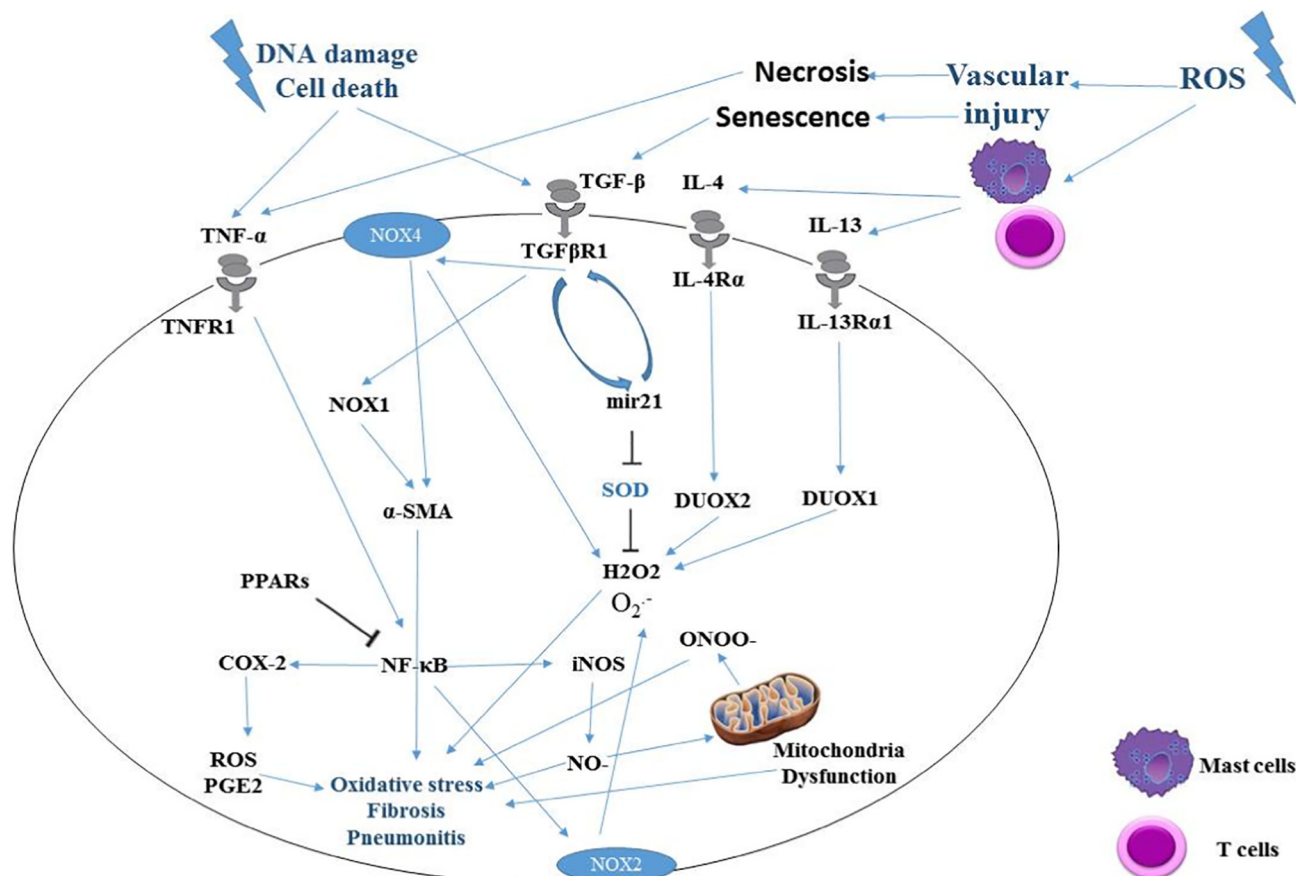 DNA damage
Cell death
Necrosis
Vascular
injury
ROS
Senescence
TGF-β
IL-4
IL-13
TNF-α
NOX4
TGFβR1
IL-4Rα
TNFR1
IL-13Rα1
NOX1
mir21
SOD
α-SMA
DUOX2
DUOX1
H2O2
O₂·-
PPARs
ONOO-
COX-2
NF-κB
iNOS
ROS
PGE2
NO-
Mitochondria
Dysfunction
Oxidative stress
Fibrosis
Pneumonitis
NOX2
Mast cells
T cells